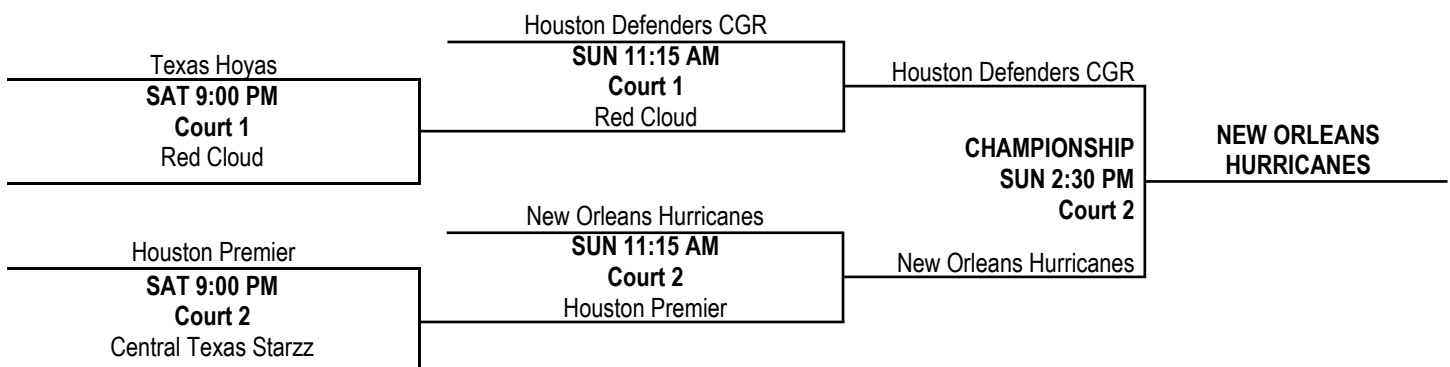 Texas Hoyas
SAT 9:00 PM
Court 1
Red Cloud
Houston Premier
SAT 9:00 PM
Court 2
Central Texas Starzz
Houston Defenders CGR
SUN 11:15 AM
Court 1
Red Cloud
New Orleans Hurricanes
SUN 11:15 AM
Court 2
Houston Premier
Houston Defenders CGR
CHAMPIONSHIP
SUN 2:30 PM
Court 2
New Orleans Hurricanes
NEW ORLEANS
HURRICANES